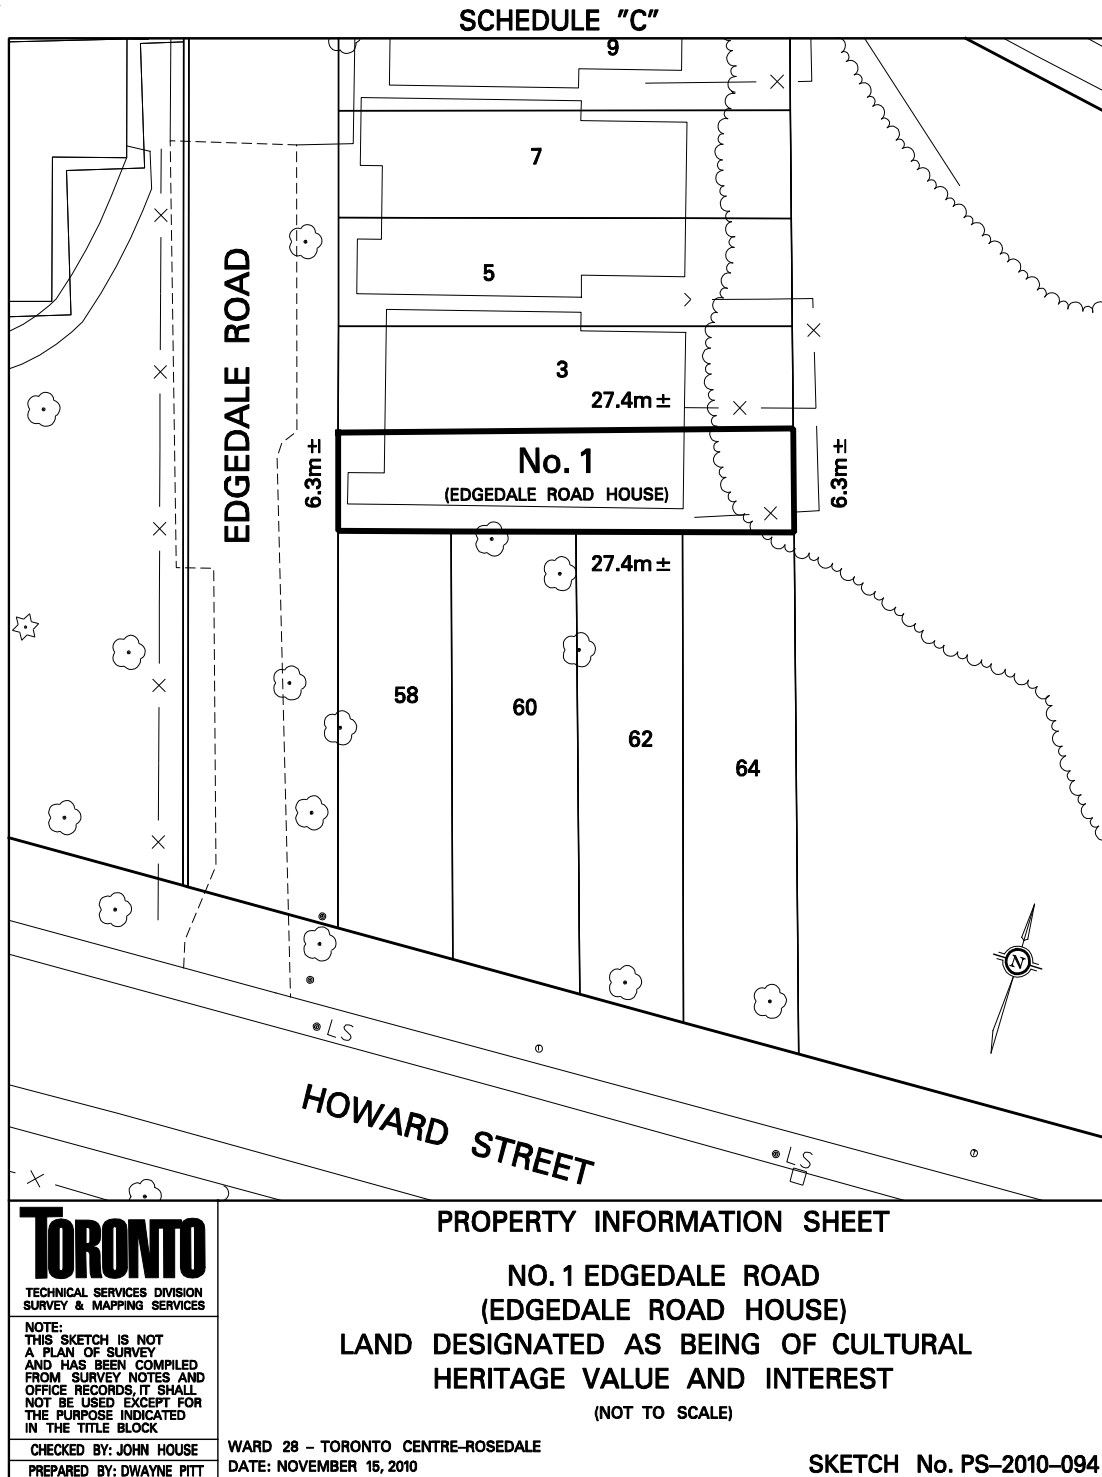 SCHEDULE "C"
9
7
5
3
27.4m ±
EDGEDALE ROAD
6.3m ±
No. 1
(EDGEDALE ROAD HOUSE)
6.3m ±
27.4m ±
58
60
62
64
N
LS
HOWARD STREET
LS
TORONTO
TECHNICAL SERVICES DIVISION
SURVEY & MAPPING SERVICES
NOTE:
THIS SKETCH IS NOT
A PLAN OF SURVEY
AND HAS BEEN COMPILED
FROM SURVEY NOTES AND
OFFICE RECORDS, IT SHALL
NOT BE USED EXCEPT FOR
THE PURPOSE INDICATED
IN THE TITLE BLOCK
CHECKED BY: JOHN HOUSE
PREPARED BY: DWAYNE PITT
PROPERTY INFORMATION SHEET
NO. 1 EDGEDALE ROAD
(EDGEDALE ROAD HOUSE)
LAND DESIGNATED AS BEING OF CULTURAL
HERITAGE VALUE AND INTEREST
(NOT TO SCALE)
WARD 28 – TORONTO CENTRE–ROSEDALE
DATE: NOVEMBER 15, 2010
SKETCH No. PS–2010–094